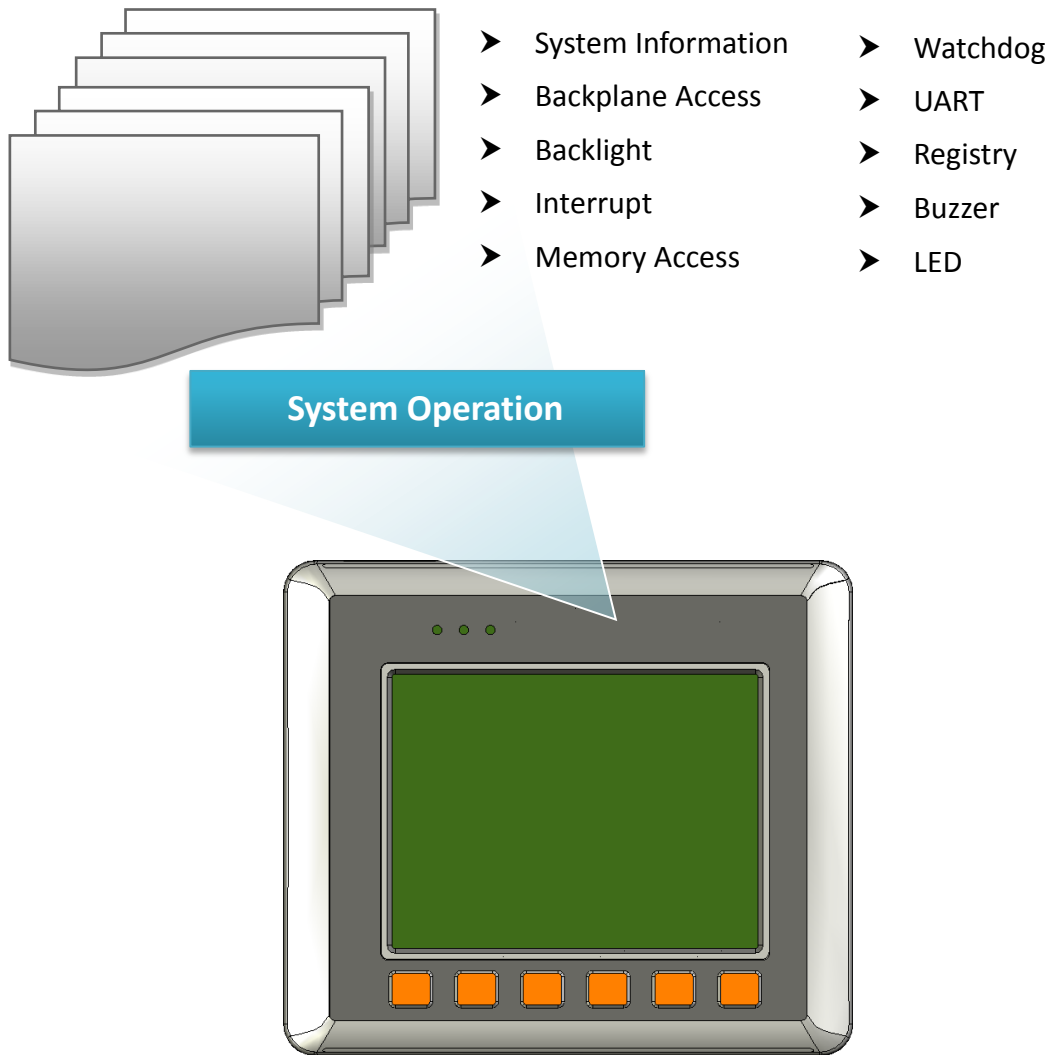 System Information
Backplane Access
Backlight
Interrupt
Memory Access
Watchdog
UART
Registry
Buzzer
LED
System Operation